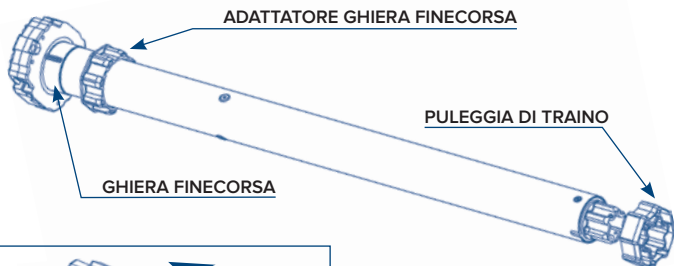 ADATTATORE GHIERA FINECORSA
PULEGGIA DI TRAINO
GHIERA FINECORSA